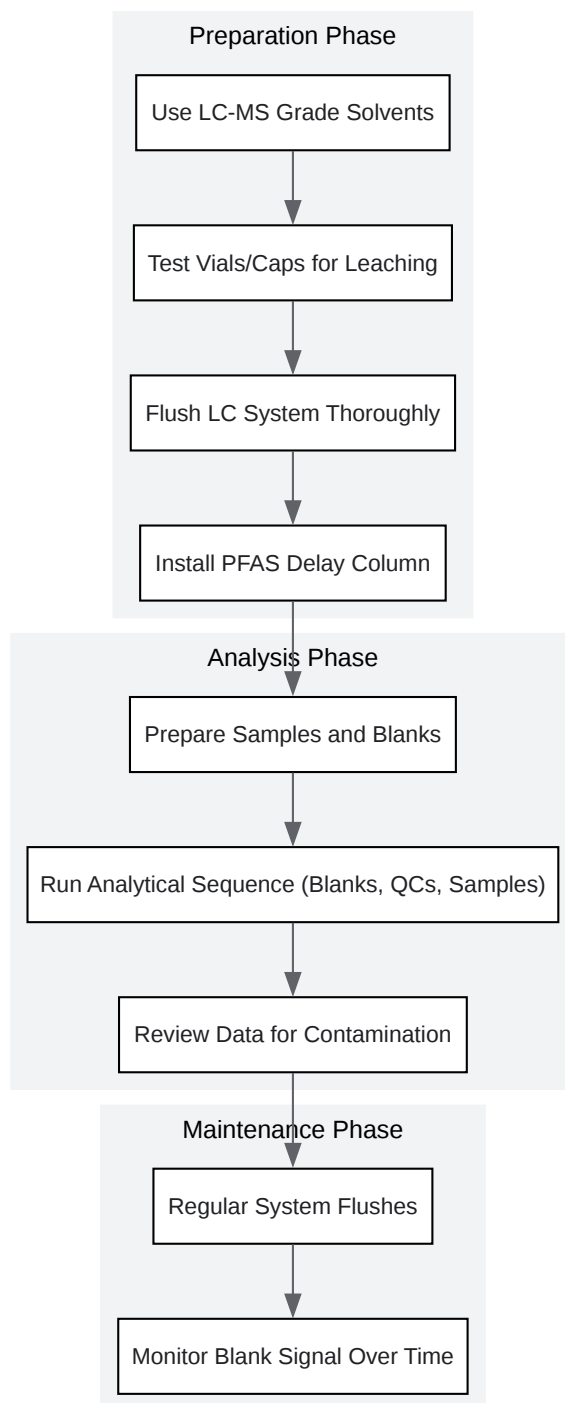 Preparation Phase
Use LC-MS Grade Solvents
Test Vials/Caps for Leaching
Flush LC System Thoroughly
Install PFAS Delay Column
Analysis Phase
Prepare Samples and Blanks
Run Analytical Sequence (Blanks, QCs, Samples)
Review Data for Contamination
Maintenance Phase
Regular System Flushes
Monitor Blank Signal Over Time